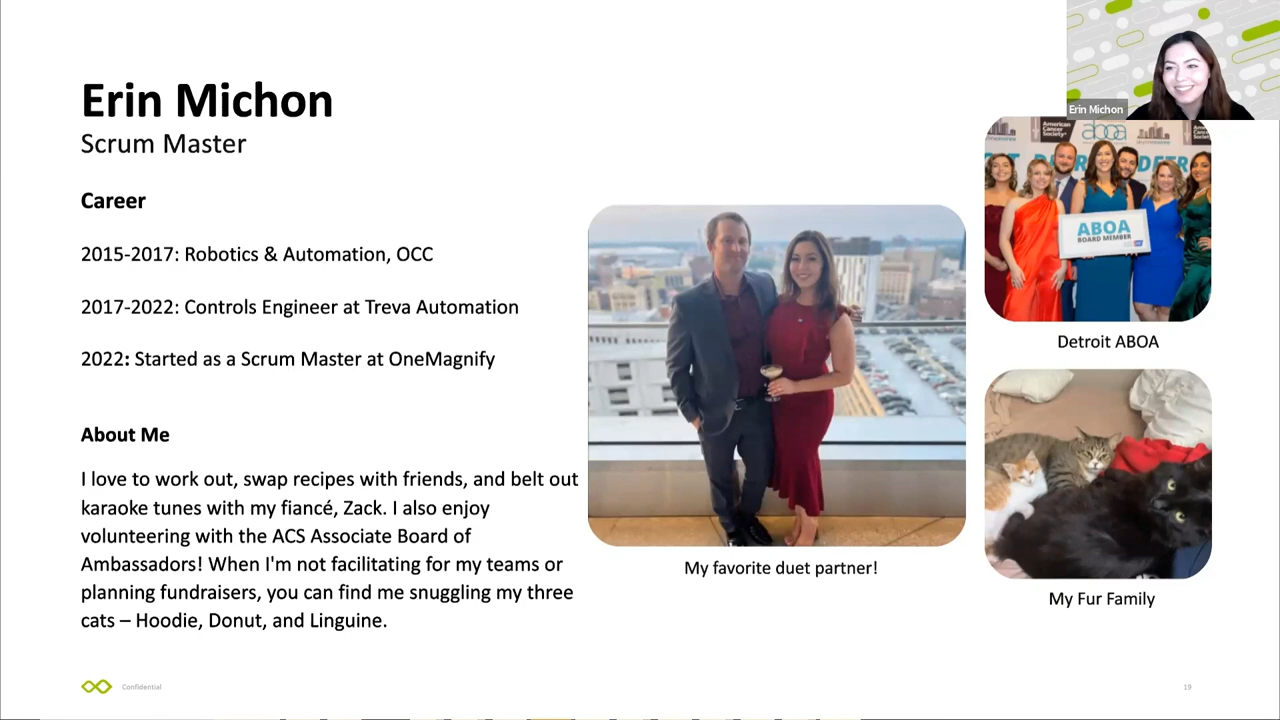 Erin Michon
Scrum Master
Career
2015-2017: Robotics & Automation, OCC
2017-2022: Controls Engineer at Treva Automation
2022: Started as a Scrum Master at OneMagnify
About Me
I love to work out, swap recipes with friends, and belt out
karaoke tunes with my fiancé, Zack. I also enjoy
volunteering with the ACS Associate Board of
Ambassadors! When I'm not facilitating for my teams or
planning fundraisers, you can find me snuggling my three
cats – Hoodie, Donut, and Linguine.
My favorite duet partner!
Erin Michon
American
Cancer
Society
aboa
ABOA
BOARD MEMBER
Detroit ABOA
My Fur Family
Confidential
19